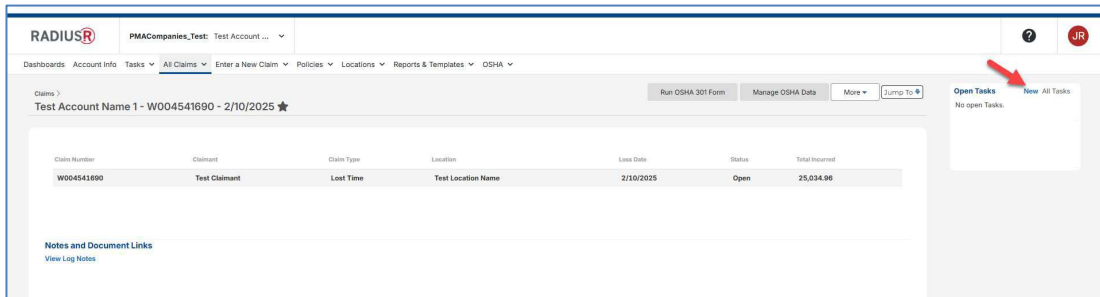 RADIUSR
PMACompanies_Test: Test Account ...
?
JR
Dashboards Account Info Tasks All Claims Enter a New Claim Policies Locations Reports & Templates OSHA
Claims >
Test Account Name 1 - W004541690 - 2/10/2025
Run OSHA 301 Form Manage OSHA Data More Jump To
Open Tasks New All Tasks
No open Tasks.
Claim Number Claimant Claim Type Location Loss Date Status Total Incurred
W004541690 Test Claimant Lost Time Test Location Name 2/10/2025 Open 25,034.96
Notes and Document Links
View Log Notes